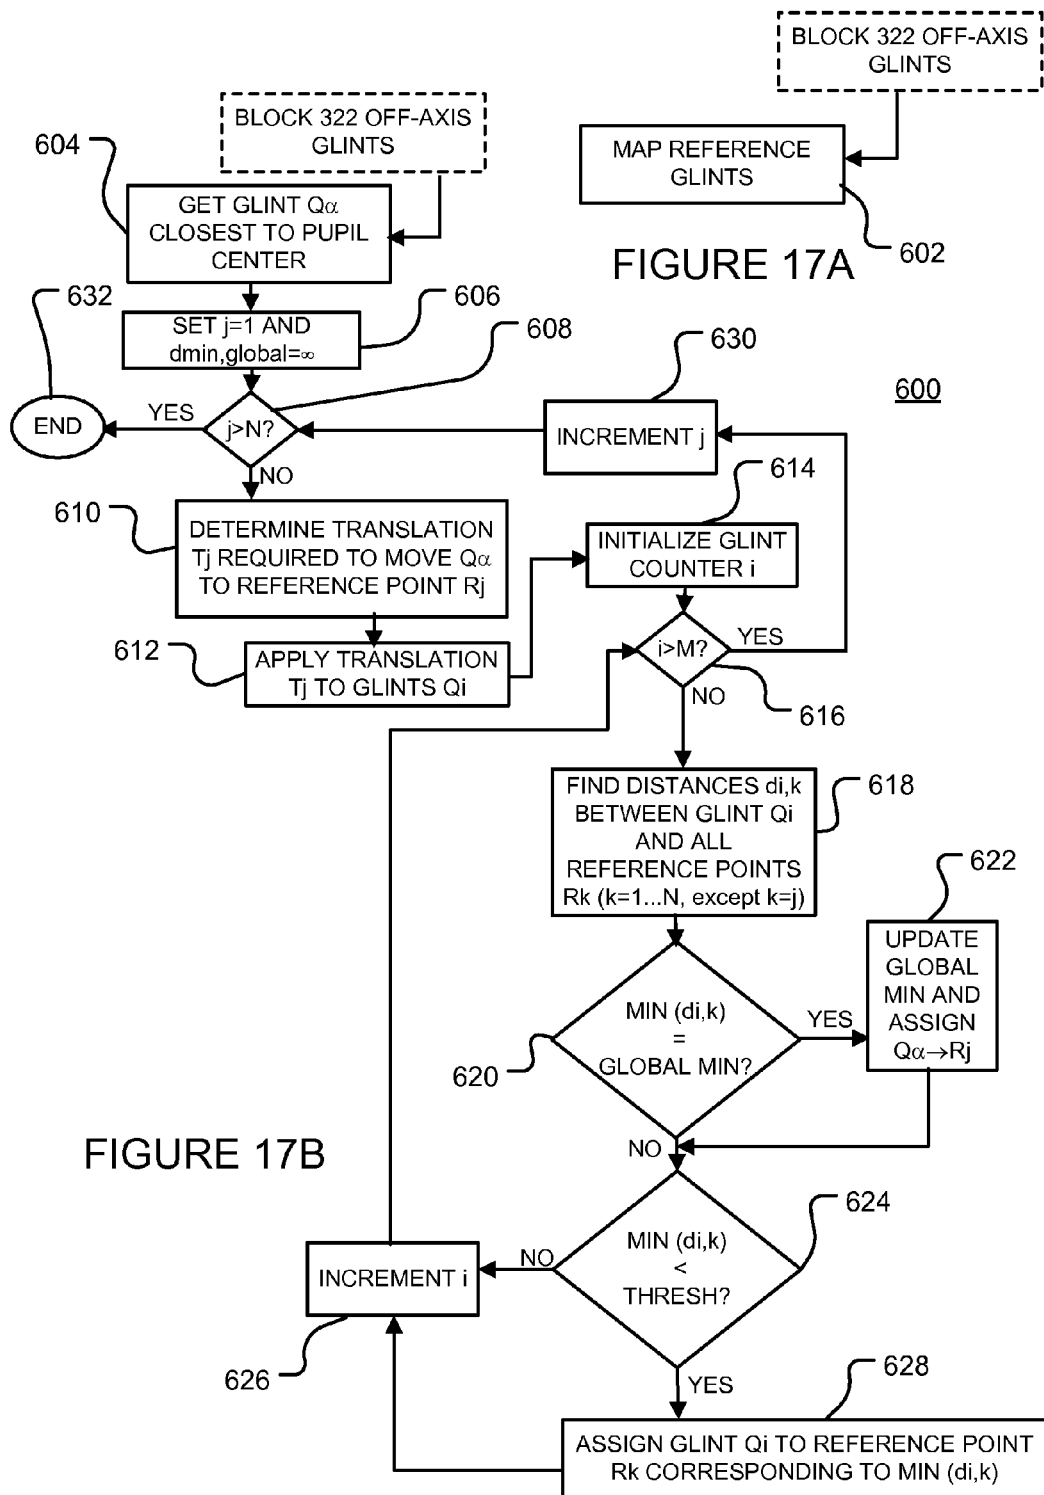 BLOCK 322 OFF-AXIS
GLINTS
MAP REFERENCE
GLINTS
602
FIGURE 17A
BLOCK 322 OFF-AXIS
GLINTS
604
GET GLINT Qα
CLOSEST TO PUPIL
CENTER
632
606
SET j=1 AND
dmin,global=∞
608
630
600
END
YES
j>N?
NO
INCREMENT j
614
610
DETERMINE TRANSLATION
Tj REQUIRED TO MOVE Qα
TO REFERENCE POINT Rj
INITIALIZE GLINT
COUNTER i
612
APPLY TRANSLATION
Tj TO GLINTS Qi
i>M?
YES
NO
616
FIND DISTANCES di,k
BETWEEN GLINT Qi
AND ALL
REFERENCE POINTS
Rk (k=1...N, except k=j)
618
622
UPDATE
GLOBAL
MIN AND
ASSIGN
Qα→Rj
MIN (di,k)
=
GLOBAL MIN?
YES
620
NO
FIGURE 17B
624
MIN (di,k)
<
THRESH?
NO
INCREMENT i
626
YES
628
ASSIGN GLINT Qi TO REFERENCE POINT
Rk CORRESPONDING TO MIN (di,k)